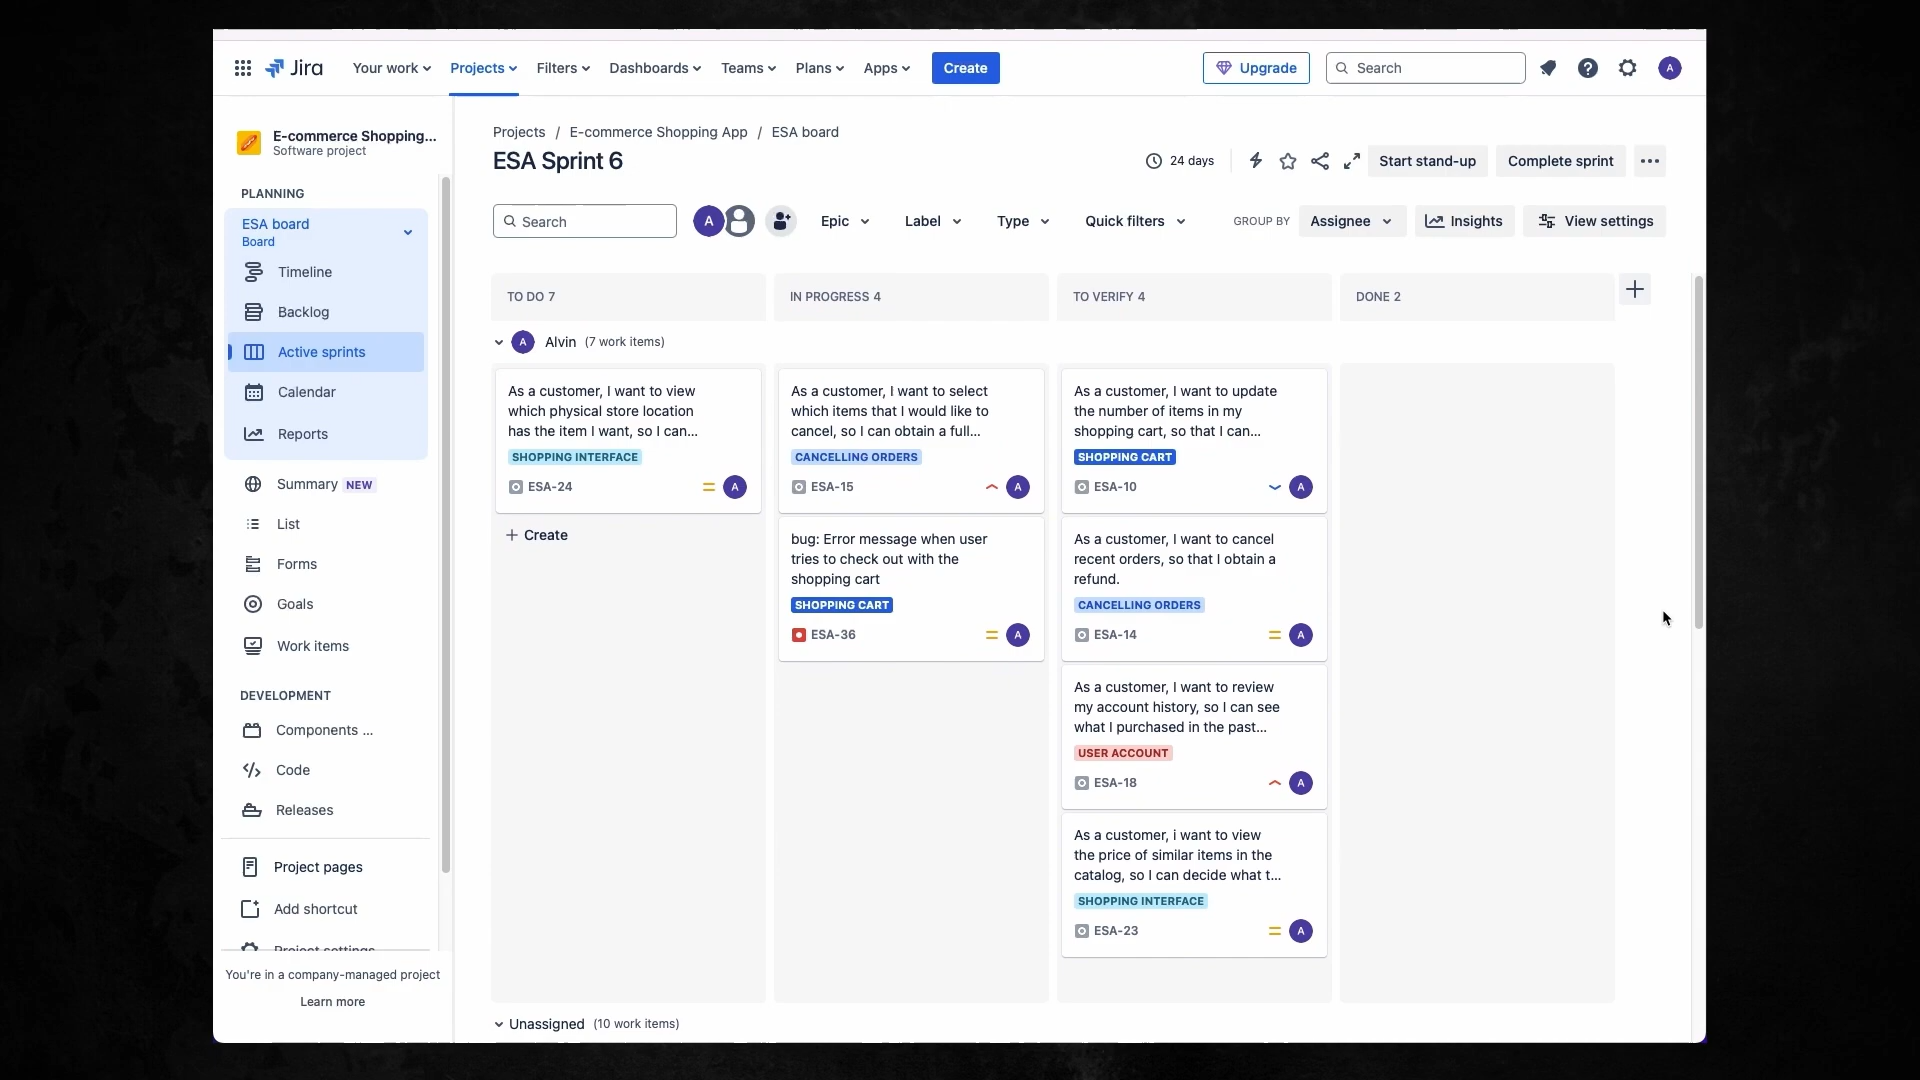 Jira
Your work
Projects
Filters
Dashboards
Teams
Plans
Apps
Create
Upgrade
Search
A
E-commerce Shopping...
Software project
PLANNING
ESA board
Board
Timeline
Backlog
Active sprints
Calendar
Reports
Summary NEW
List
Forms
Goals
Work items
DEVELOPMENT
Components ...
Code
Releases
Project pages
Add shortcut
Project settings
You're in a company-managed project
Learn more
Projects / E-commerce Shopping App / ESA board
ESA Sprint 6
24 days
Start stand-up
Complete sprint
Search
A
Epic
Label
Type
Quick filters
GROUP BY
Assignee
Insights
View settings
TO DO 7
IN PROGRESS 4
TO VERIFY 4
DONE 2
A Alvin (7 work items)
As a customer, I want to view
which physical store location
has the item I want, so I can...
SHOPPING INTERFACE
ESA-24 A
+ Create
As a customer, I want to select
which items that I would like to
cancel, so I can obtain a full...
CANCELLING ORDERS
ESA-15 A
bug: Error message when user
tries to check out with the
shopping cart
SHOPPING CART
ESA-36 A
As a customer, I want to update
the number of items in my
shopping cart, so that I can...
SHOPPING CART
ESA-10 A
As a customer, I want to cancel
recent orders, so that I obtain a
refund.
CANCELLING ORDERS
ESA-14 A
As a customer, I want to review
my account history, so I can see
what I purchased in the past...
USER ACCOUNT
ESA-18 A
As a customer, i want to view
the price of similar items in the
catalog, so I can decide what t...
SHOPPING INTERFACE
ESA-23 A
Unassigned (10 work items)